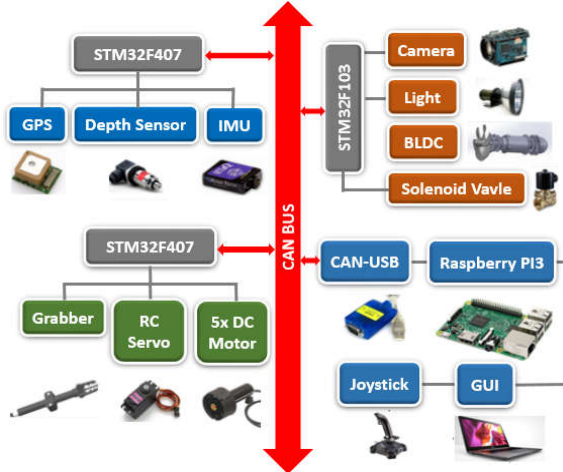 STM32F407
GPS
Depth Sensor
IMU
STM32F407
Grabber
RC
Servo
5x DC
Motor
CAN BUS
STM32F103
Camera
Light
BLDC
Solenoid Vavle
CAN-USB
Raspberry PI3
Joystick
GUI